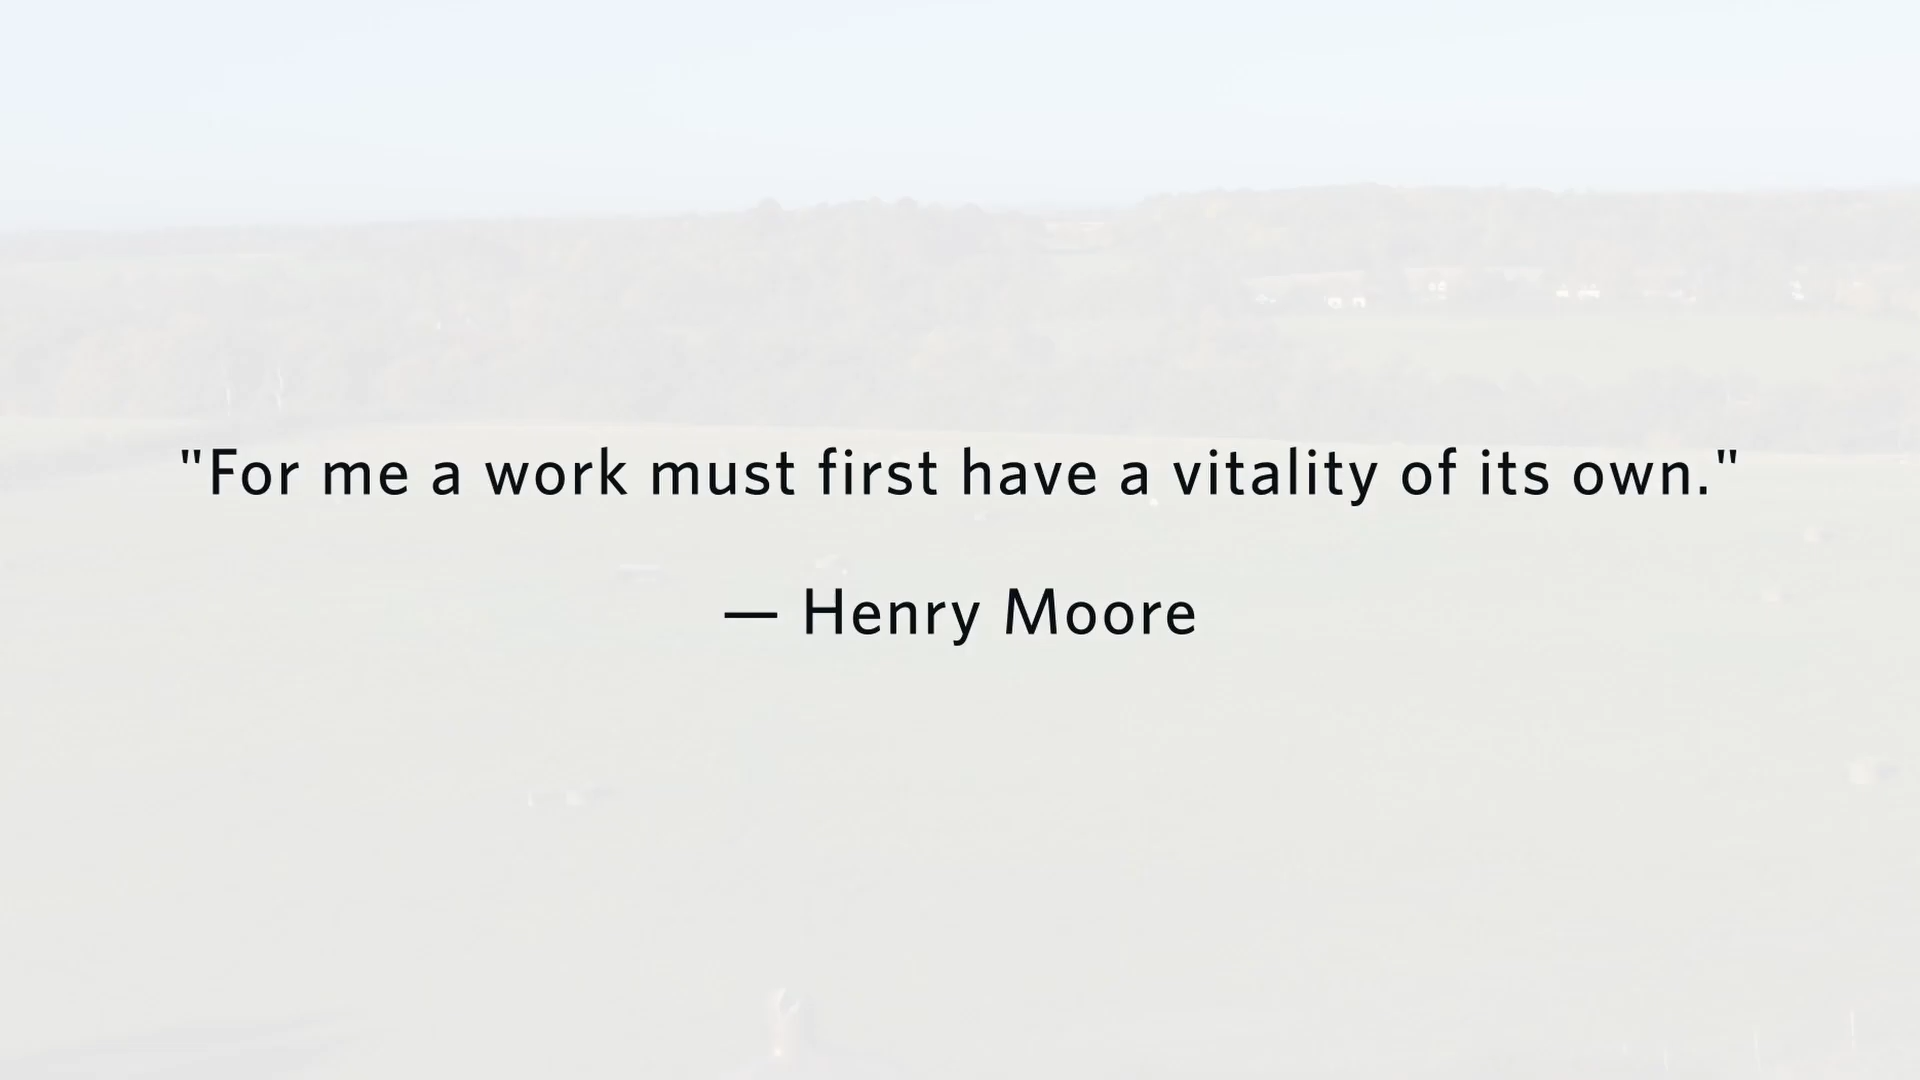 "For me a work must first have a vitality of its own."
— Henry Moore